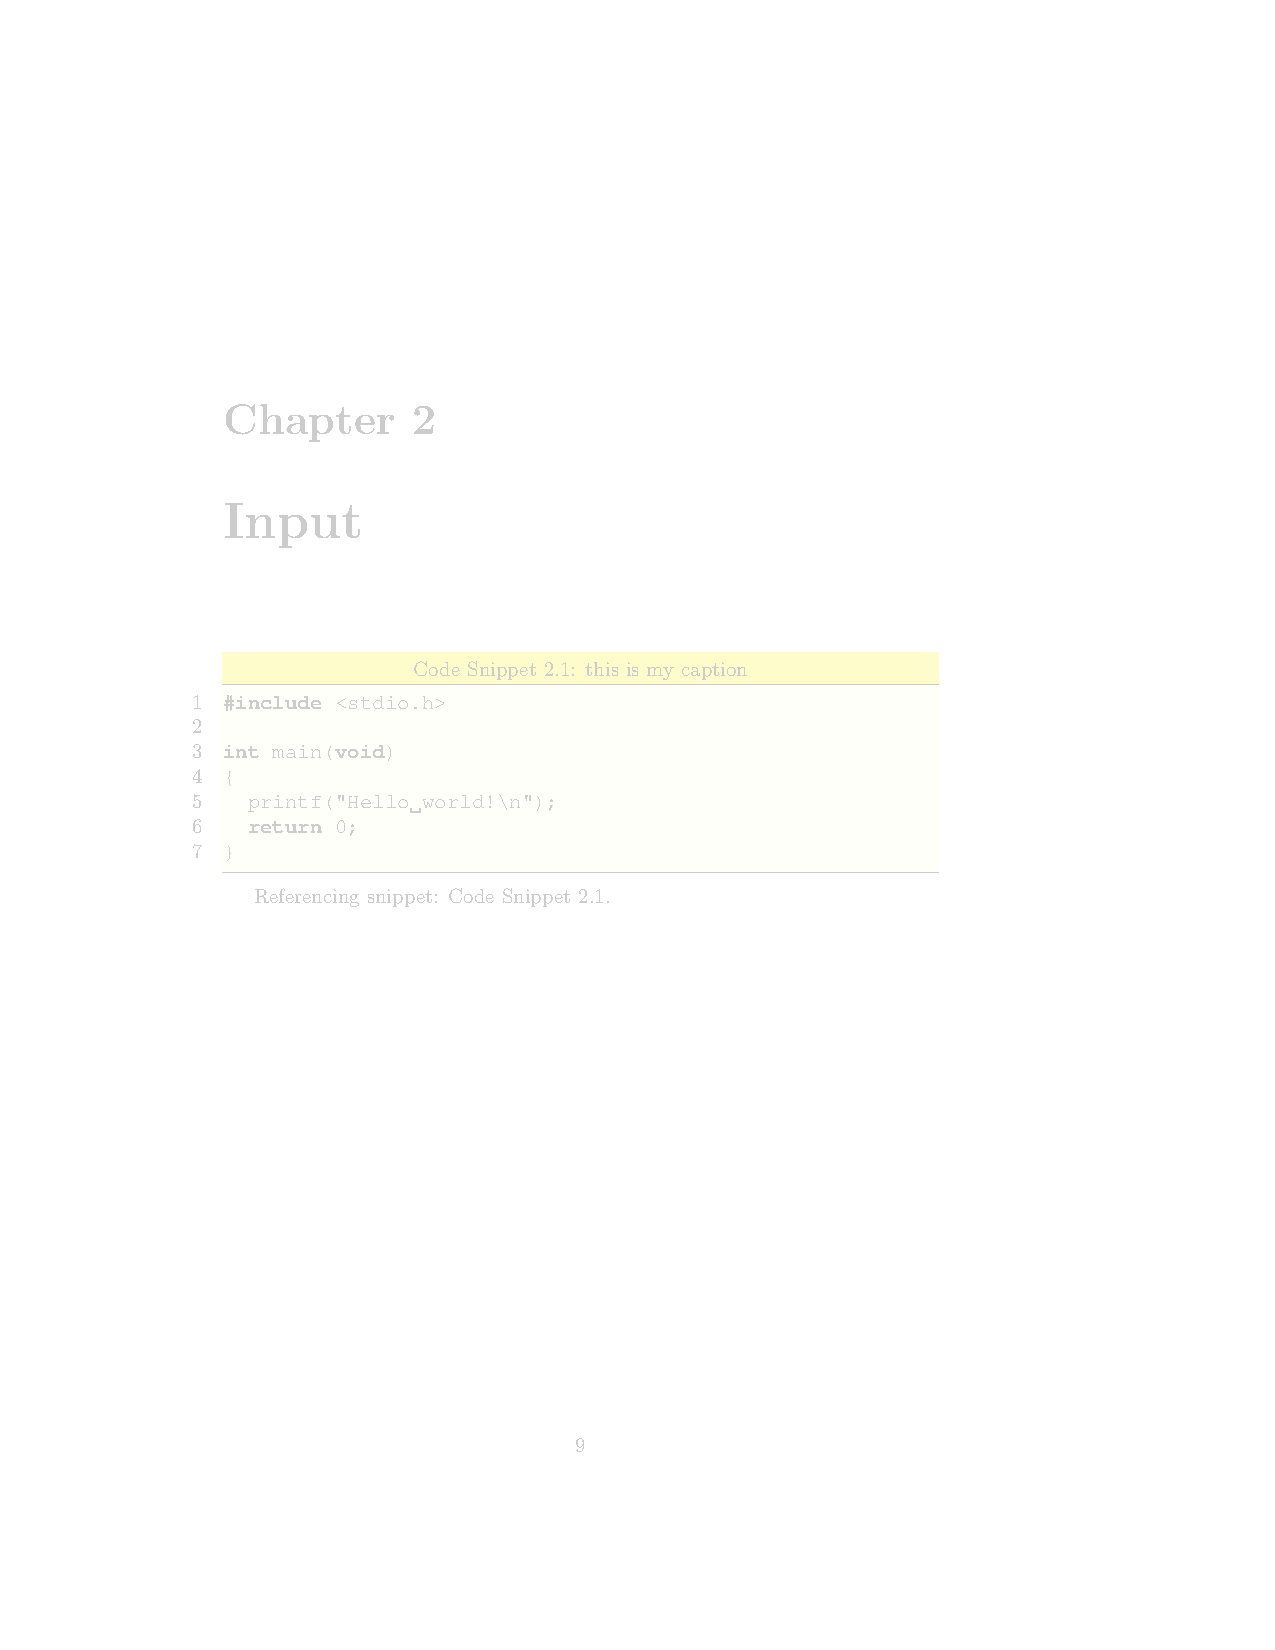 Chapter 2
Input
Code Snippet 2.1: this is my caption
1 #include <stdio.h>
2
3 int main(void)
4 {
5   printf("Hello␣world!\n");
6   return 0;
7 }
Referencing snippet: Code Snippet 2.1.
9